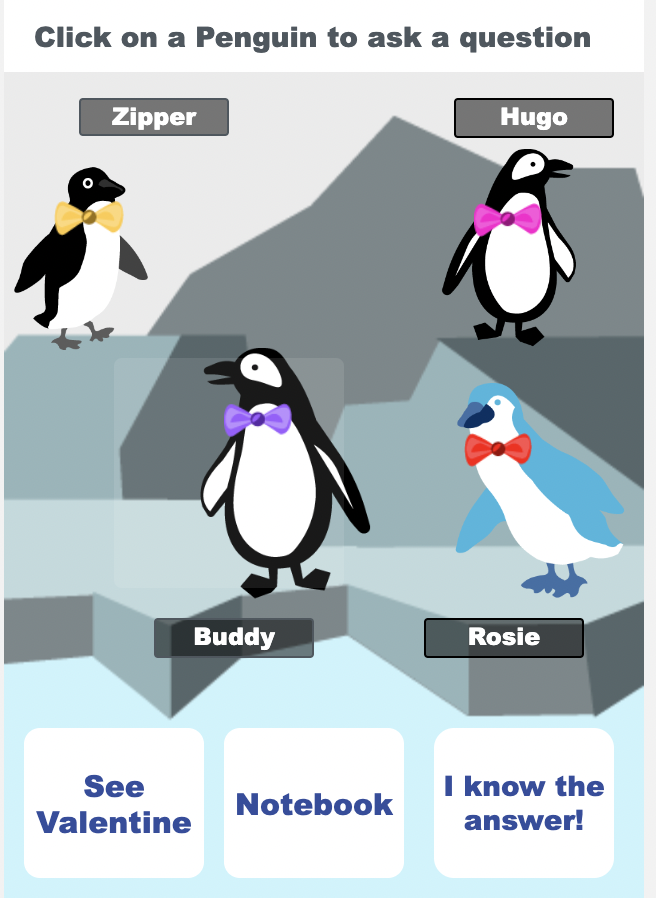 Click on a Penguin to ask a question
Zipper
Hugo
Buddy
Rosie
See
Valentine
Notebook
I know the
answer!